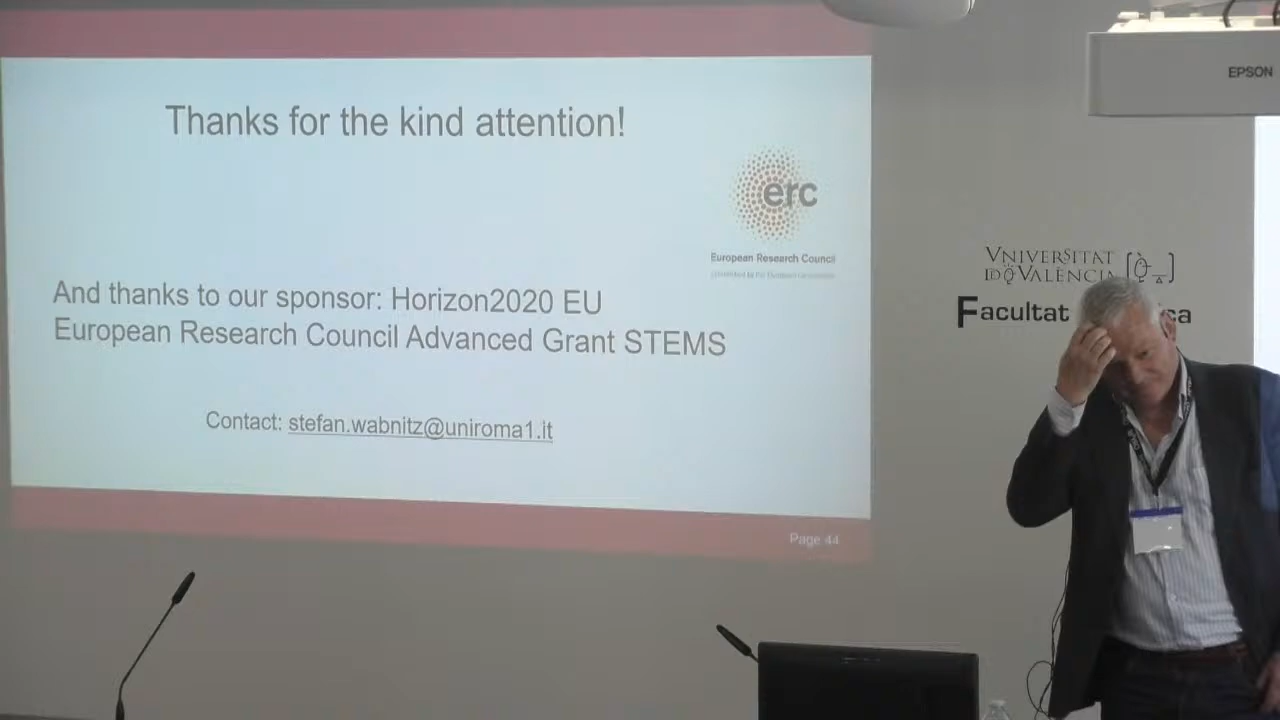 Thanks for the kind attention!
erc
European Research Council
And thanks to our sponsor: Horizon2020 EU
European Research Council Advanced Grant STEMS
Contact: stefan.wabnitz@uniroma1.it
Page 44
EPSON
VNIVERSITAT
DE VALÈNCIA
Facultat